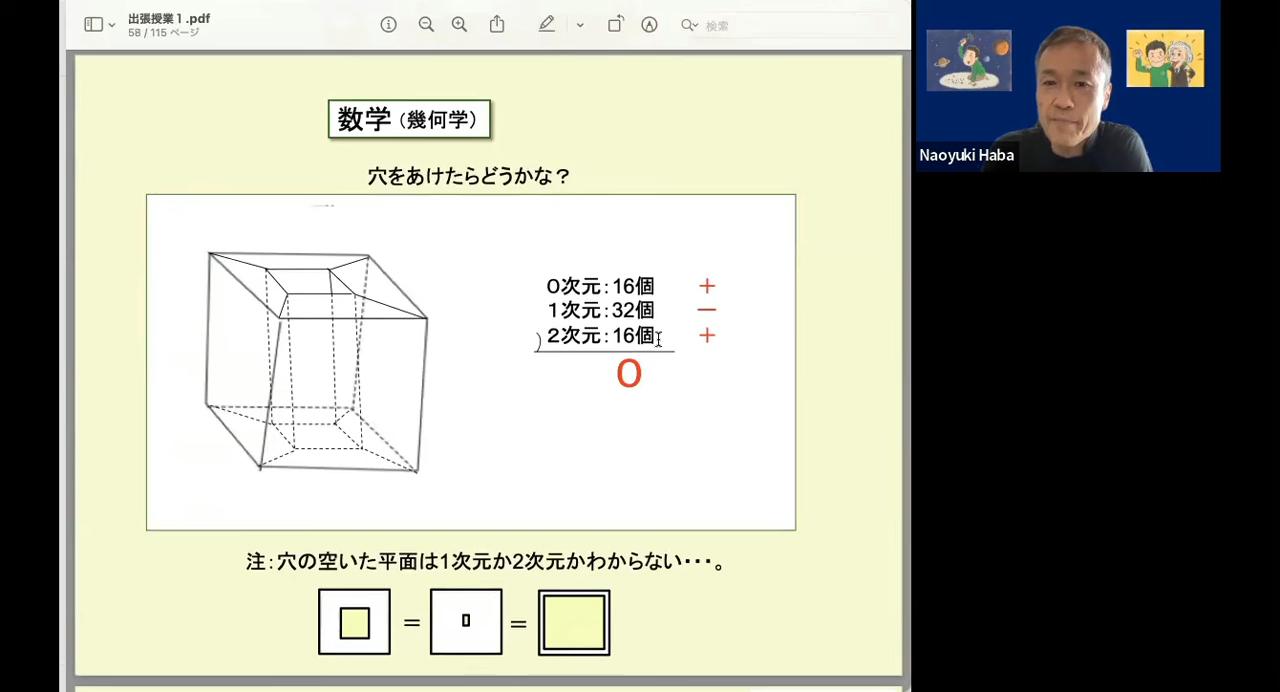 出張授業1.pdf
58 / 115 ページ
検索
数学(幾何学)
穴をあけたらどうかな?
0次元:16個 +
1次元:32個 −
)2次元:16個 +
0
注:穴の空いた平面は1次元か2次元かわからない・・・。
= =
Naoyuki Haba